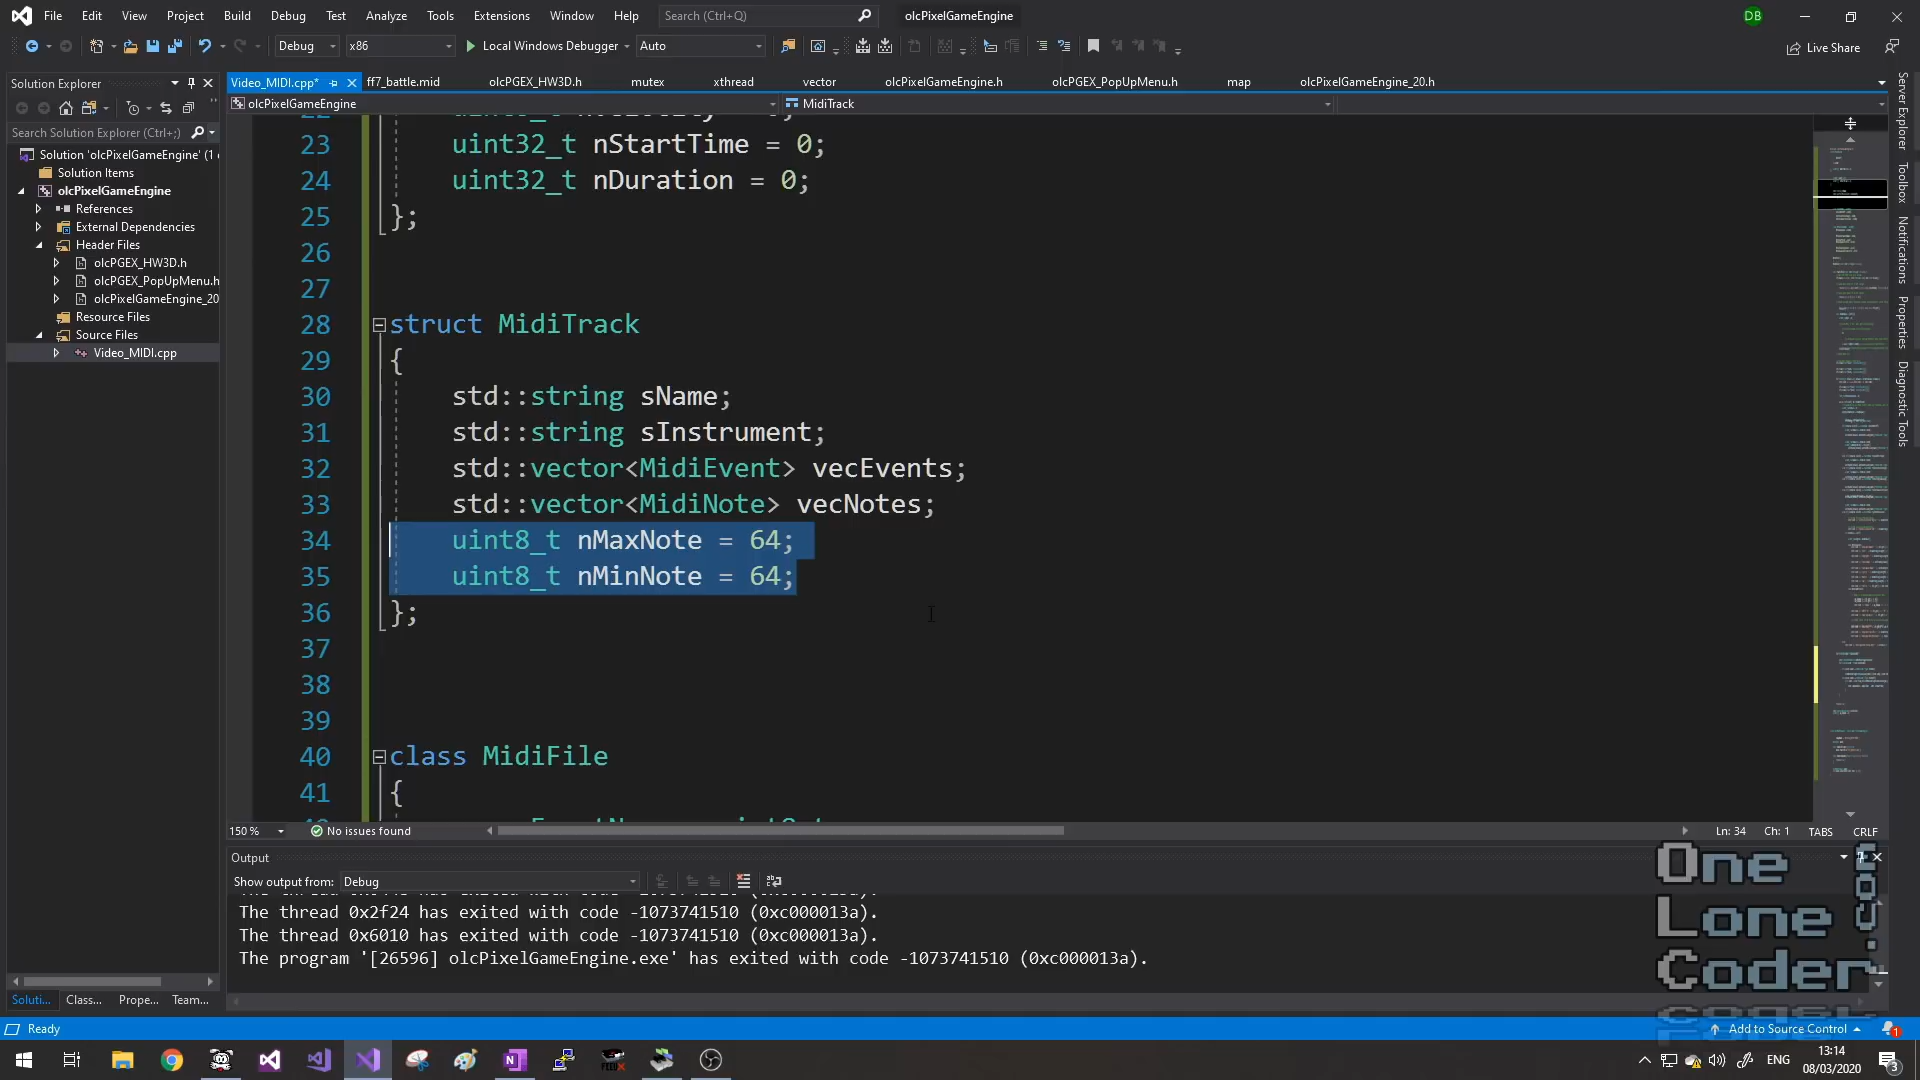 File Edit View Project Build Debug Test Analyze Tools Extensions Window Help Search (Ctrl+Q) olcPixelGameEngine DB
Debug x86 Local Windows Debugger Auto Live Share
Solution Explorer
Search Solution Explorer (Ctrl+;)
Solution 'olcPixelGameEngine' (1 o
Solution Items
olcPixelGameEngine
References
External Dependencies
Header Files
olcPGEX_HW3D.h
olcPGEX_PopUpMenu.h
olcPixelGameEngine_20
Resource Files
Source Files
Video_MIDI.cpp
Soluti... Class... Prope... Team...
Video_MIDI.cpp* ff7_battle.mid olcPGEX_HW3D.h mutex xthread vector olcPixelGameEngine.h olcPGEX_PopUpMenu.h map olcPixelGameEngine_20.h
olcPixelGameEngine MidiTrack
23 uint32_t nStartTime = 0;
24 uint32_t nDuration = 0;
25 };
26
27
28 struct MidiTrack
29 {
30 std::string sName;
31 std::string sInstrument;
32 std::vector<MidiEvent> vecEvents;
33 std::vector<MidiNote> vecNotes;
34 uint8_t nMaxNote = 64;
35 uint8_t nMinNote = 64;
36 };
37
38
39
40 class MidiFile
41 {
150 % No issues found Ln: 34 Ch: 1 TABS CRLF
Output
Show output from: Debug
The thread 0x2f24 has exited with code -1073741510 (0xc000013a).
The thread 0x6010 has exited with code -1073741510 (0xc000013a).
The program '[26596] olcPixelGameEngine.exe' has exited with code -1073741510 (0xc000013a).
Server Explorer
Toolbox
Notifications
Properties
Diagnostic Tools
One
Lone
Coder
.com
Ready Add to Source Control 1
ENG 13:14
08/03/2020 3